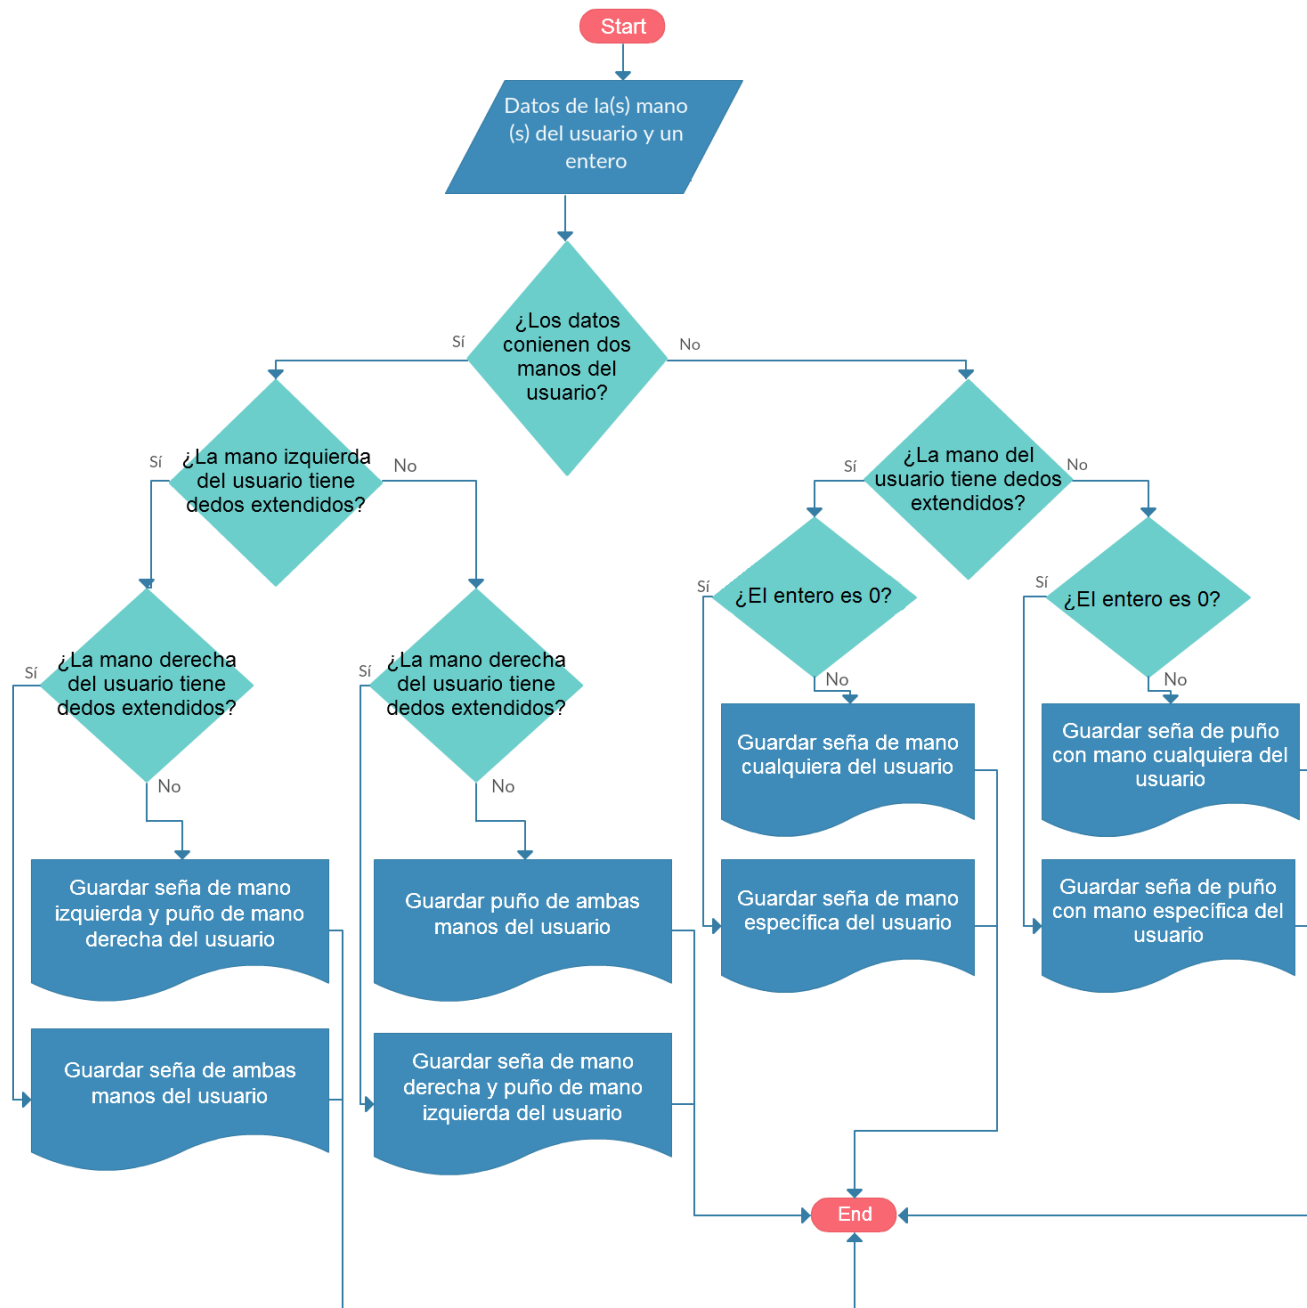 Start
Datos de la(s) mano
(s) del usuario y un
entero
¿Los datos
conienen dos
manos del
usuario?
Sí
No
¿La mano izquierda
del usuario tiene
dedos extendidos?
Sí
No
¿La mano del
usuario tiene dedos
extendidos?
Sí
No
¿La mano derecha
del usuario tiene
dedos extendidos?
Sí
No
¿La mano derecha
del usuario tiene
dedos extendidos?
Sí
No
¿El entero es 0?
Sí
No
¿El entero es 0?
Sí
No
Guardar seña de mano
cualquiera del usuario
Guardar seña de puño
con mano cualquiera del
usuario
Guardar seña de mano
izquierda y puño de mano
derecha del usuario
Guardar puño de ambas
manos del usuario
Guardar seña de mano
específica del usuario
Guardar seña de puño
con mano específica del
usuario
Guardar seña de ambas
manos del usuario
Guardar seña de mano
derecha y puño de mano
izquierda del usuario
End